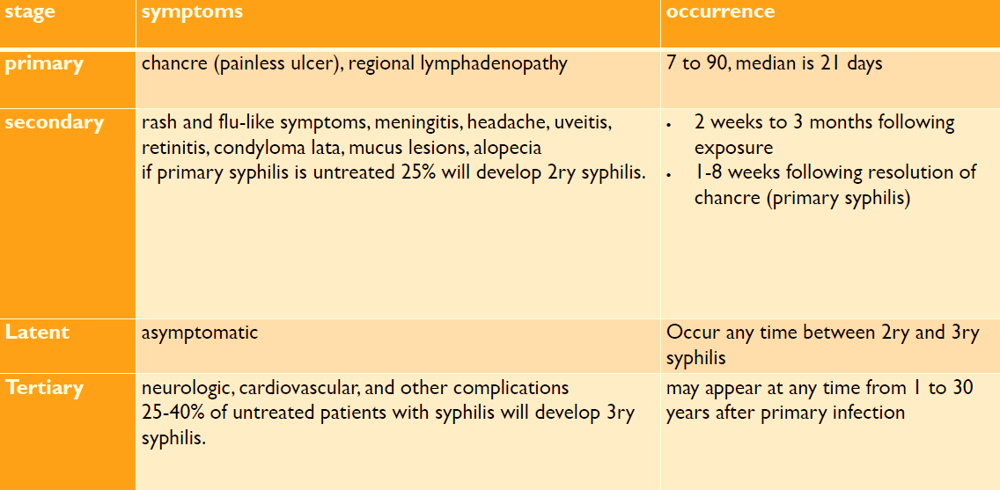 stage symptoms occurrence
primary chancre (painless ulcer), regional lymphadenopathy 7 to 90, median is 21 days
secondary rash and flu-like symptoms, meningitis, headache, uveitis,
retinitis, condyloma lata, mucus lesions, alopecia
if primary syphilis is untreated 25% will develop 2ry syphilis.
• 2 weeks to 3 months following
exposure
• 1-8 weeks following resolution of
chancre (primary syphilis)
Latent asymptomatic Occur any time between 2ry and 3ry
syphilis
Tertiary neurologic, cardiovascular, and other complications
25-40% of untreated patients with syphilis will develop 3ry
syphilis.
may appear at any time from 1 to 30
years after primary infection